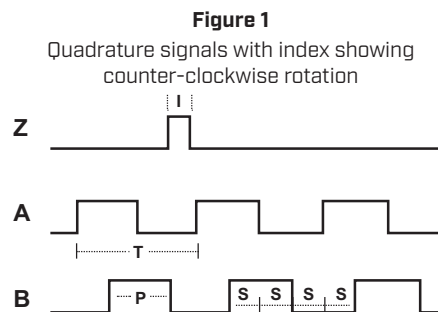 Figure 1
Quadrature signals with index showing
counter-clockwise rotation
I
Z
A
T
B
P
S S S S